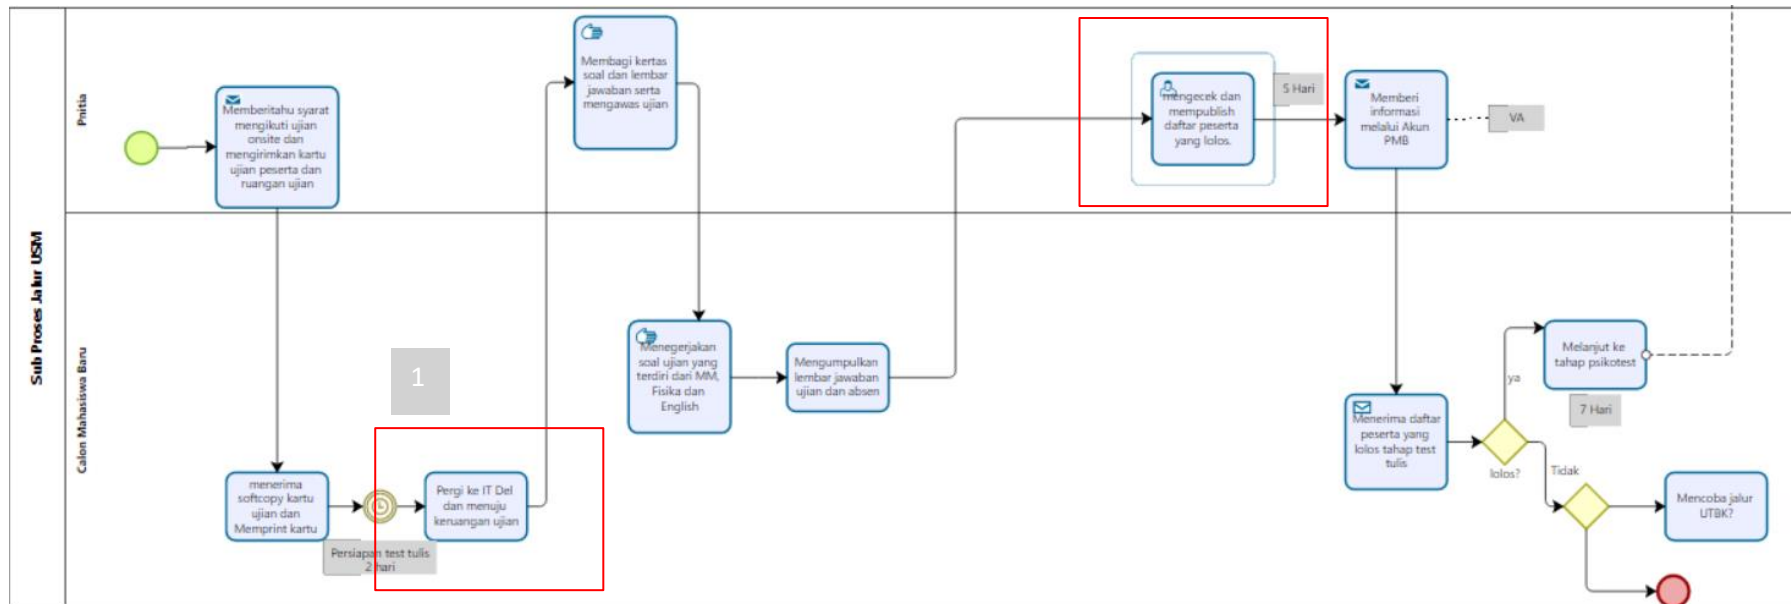 Sub Proses Jalur USM
Pnitia
Memberitahu syarat
mengikuti ujian
onsite dan
mengirimkan kartu
ujian peserta dan
ruangan ujian
Membagi kertas
soal dan lembar
jawaban serta
mengawas ujian
mengecek dan
mempublish
daftar peserta
yang lolos.
5 Hari
Memberi
informasi
melalui Akun
PMB
VA
Calon Mahasiswa Baru
menerima
softcopy kartu
ujian dan
Memprint kartu
Persiapan test tulis
2 hari
1
Pergi ke IT Del
dan menuju
keruangan ujian
Menegerjakan
soal ujian yang
terdiri dari MM,
Fisika dan
English
Mengumpulkan
lembar jawaban
ujian dan absen
Menerima daftar
peserta yang
lolos tahap test
tulis
lolos?
ya
Melanjut ke
tahap psikotest
7 Hari
Tidak
Mencoba jalur
UTBK?